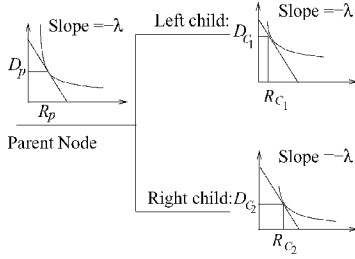 Slope =–λ
Left child:
D_{C_1}
Slope =–λ
D_p
R_{C_1}
R_p
Parent Node
Slope =–λ
Right child:
D_{C_2}
R_{C_2}